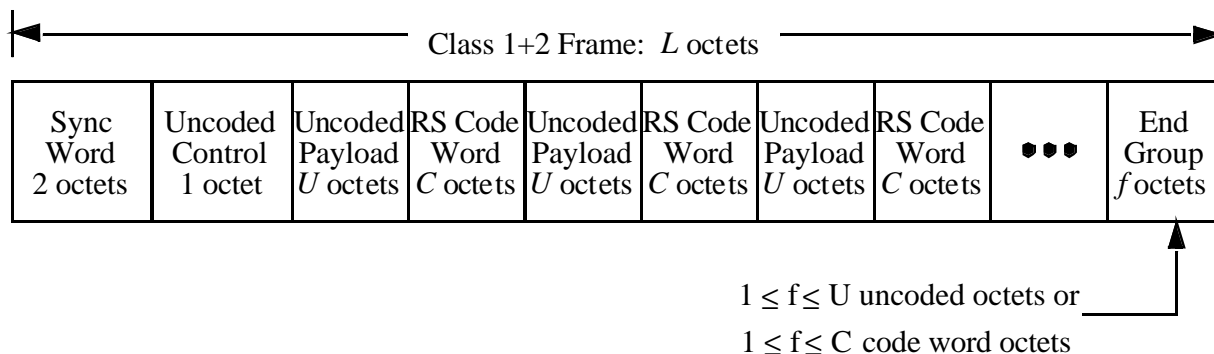 Class 1+2 Frame: L octets
Sync Word 2 octets
Uncoded Control 1 octet
Uncoded Payload U octets
RS Code Word C octets
Uncoded Payload U octets
RS Code Word C octets
Uncoded Payload U octets
RS Code Word C octets
•••
End Group f octets
1 ≤ f ≤ U uncoded octets or
1 ≤ f ≤ C code word octets